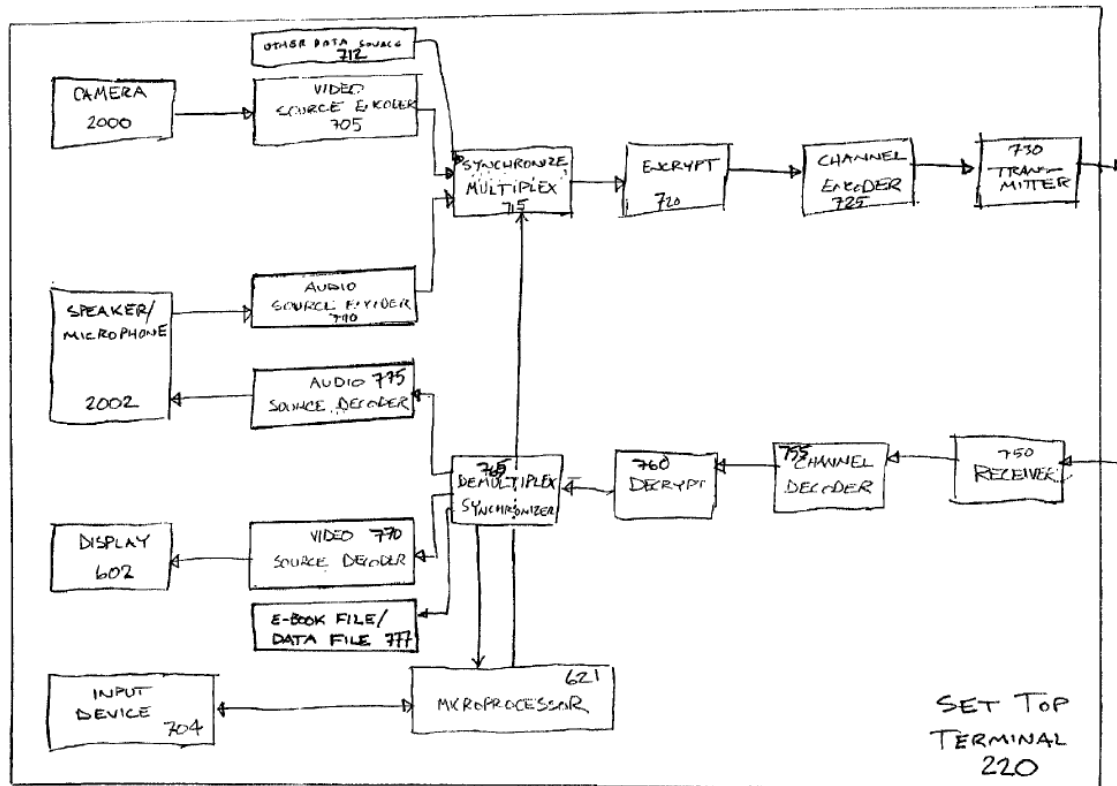 OTHER DATA SOURCE
712
CAMERA
2000
VIDEO
SOURCE ENCODER
705
SYNCHRONIZE
MULTIPLEX
715
ENCRYPT
720
CHANNEL
ENCODER
725
730
TRANS-
MITTER
SPEAKER/
MICROPHONE
2002
AUDIO
SOURCE
AUDIO 775
SOURCE DECODER
765
DEMULTIPLEX
SYNCHRONIZER
760
DECRYPT
755
CHANNEL
DECODER
750
RECEIVER
DISPLAY
602
VIDEO 770
SOURCE DECODER
E-BOOK FILE/
DATA FILE 777
INPUT
DEVICE
704
621
MICROPROCESSOR
SET TOP
TERMINAL
220